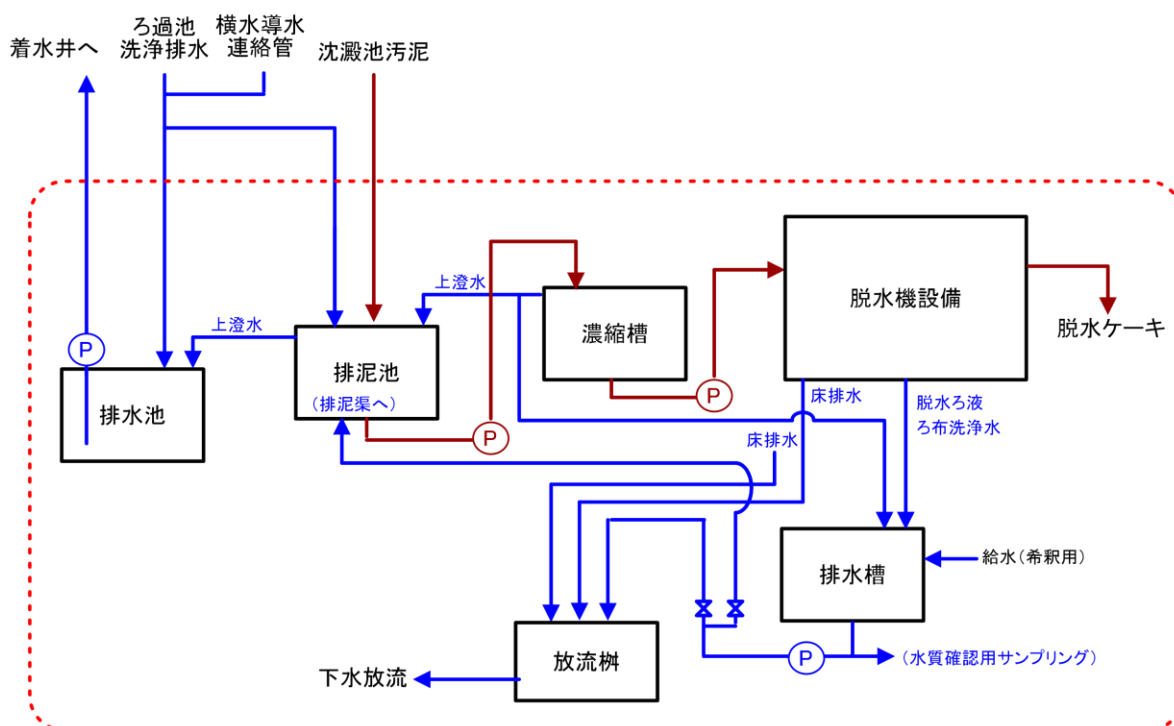 着水井へ
ろ過池
洗浄排水
横水導水
連絡管
沈澱池汚泥
上澄水
上澄水
P
排水池
排泥池
(排泥渠へ)
P
濃縮槽
P
脱水機設備
脱水ケーキ
床排水
脱水ろ液
ろ布洗浄水
床排水
排水槽
給水(希釈用)
放流桝
P
(水質確認用サンプリング)
下水放流